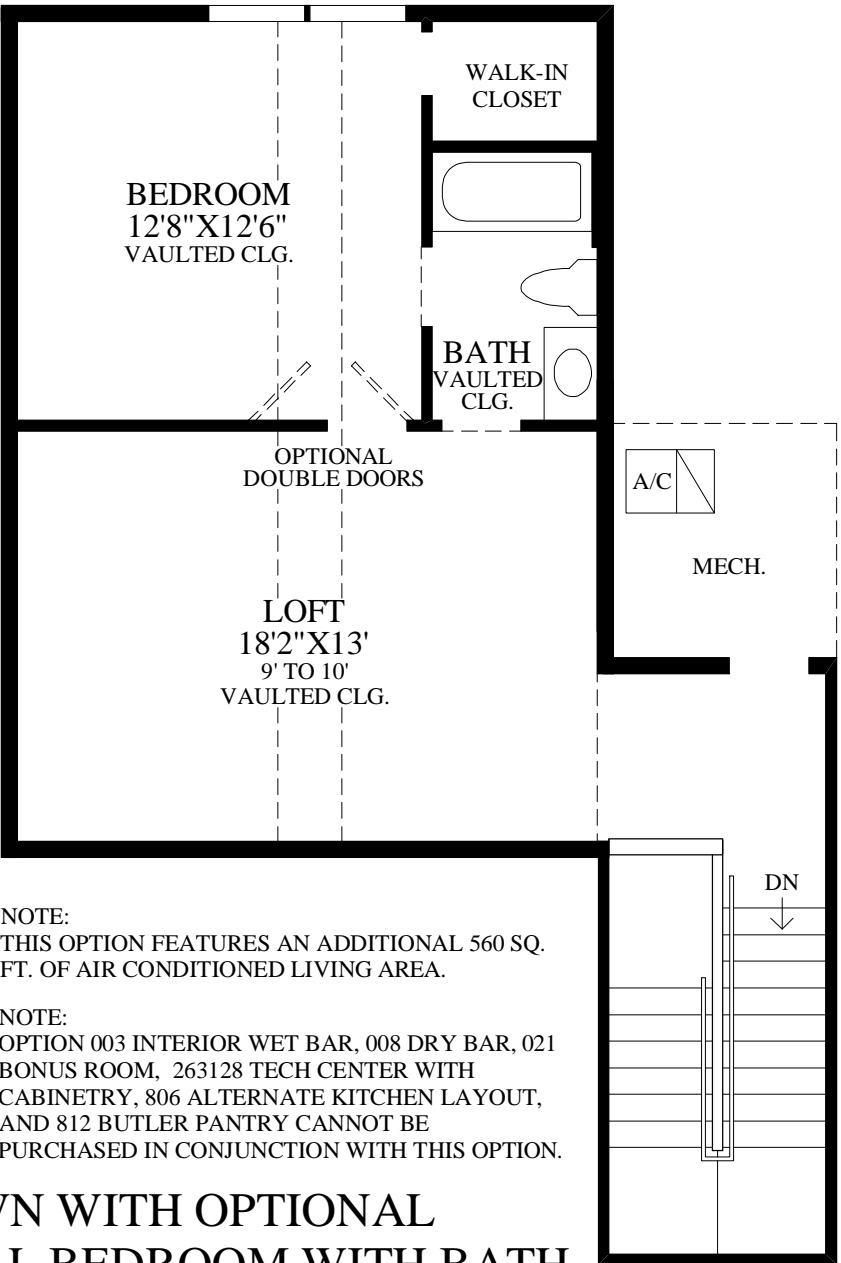 WALK-IN
CLOSET
BEDROOM
12'8"X12'6"
VAULTED CLG.
BATH
VAULTED
CLG.
OPTIONAL
DOUBLE DOORS
A/C
MECH.
LOFT
18'2"X13'
9' TO 10'
VAULTED CLG.
DN
NOTE:
THIS OPTION FEATURES AN ADDITIONAL 560 SQ.
FT. OF AIR CONDITIONED LIVING AREA.
NOTE:
OPTION 003 INTERIOR WET BAR, 008 DRY BAR, 021
BONUS ROOM, 263128 TECH CENTER WITH
CABINETRY, 806 ALTERNATE KITCHEN LAYOUT,
AND 812 BUTLER PANTRY CANNOT BE
PURCHASED IN CONJUNCTION WITH THIS OPTION.
WITH OPTIONAL
BEDROOM WITH BATH